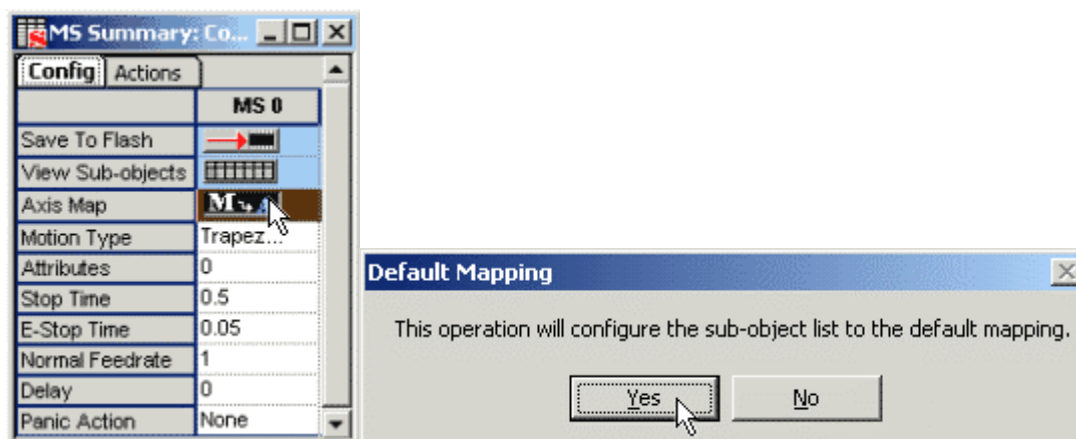 MS Summary: Co...
Config Actions
MS 0
Save To Flash
View Sub-objects
Axis Map M
Motion Type Trapez...
Attributes 0
Stop Time 0.5
E-Stop Time 0.05
Normal Feedrate 1
Delay 0
Panic Action None
Default Mapping
This operation will configure the sub-object list to the default mapping.
Yes No